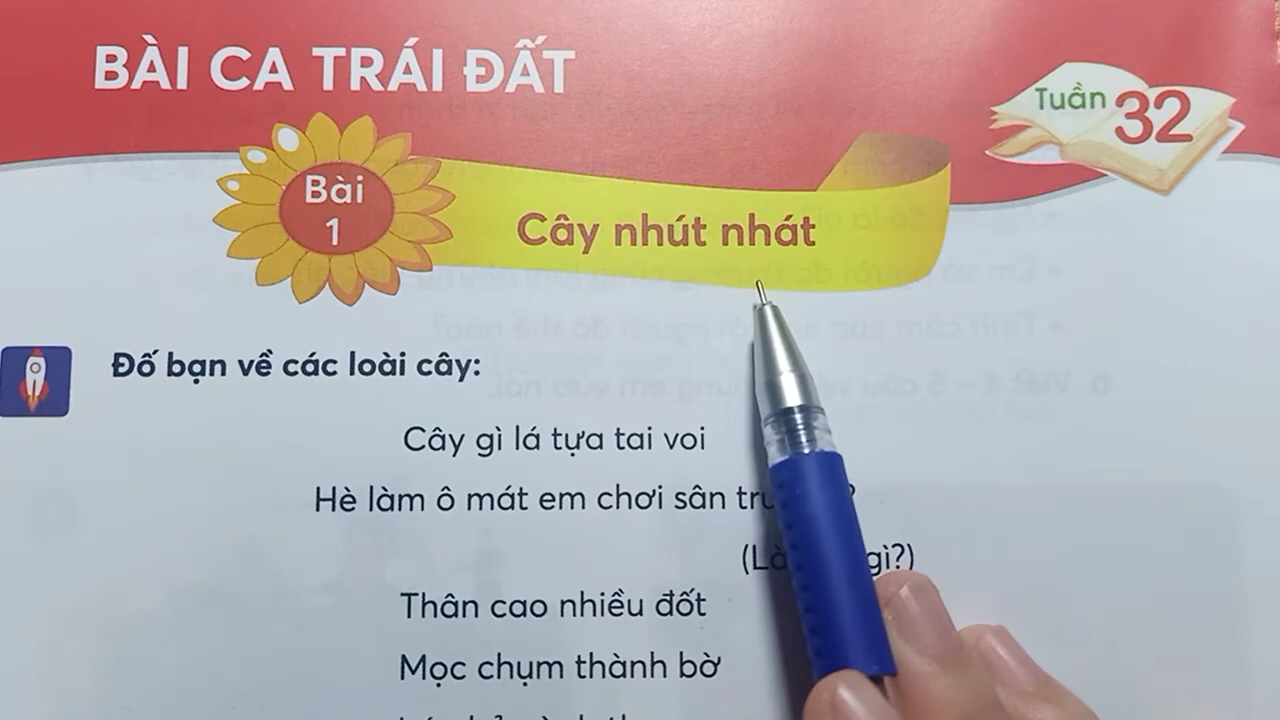 BÀI CA TRÁI ĐẤT
Tuần 32
Bài
1
Cây nhút nhát
Đố bạn về các loài cây:
Cây gì lá tựa tai voi
Hè làm ô mát em chơi sân
gì?)
Thân cao nhiều đốt
Mọc chụm thành bờ